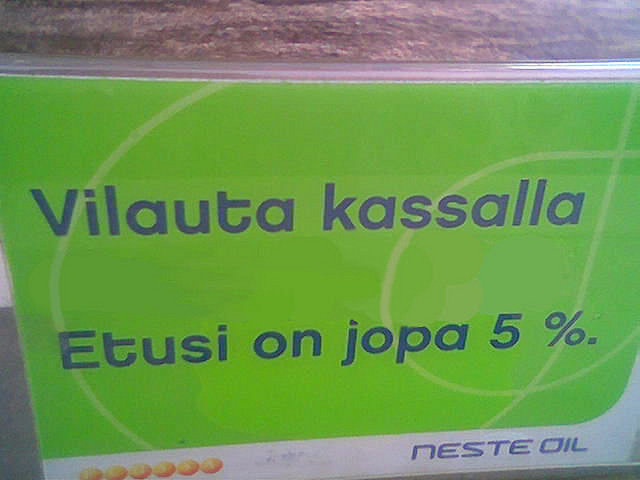 Vilauta kassalla
Etusi on jopa 5 %.
NESTE OIL